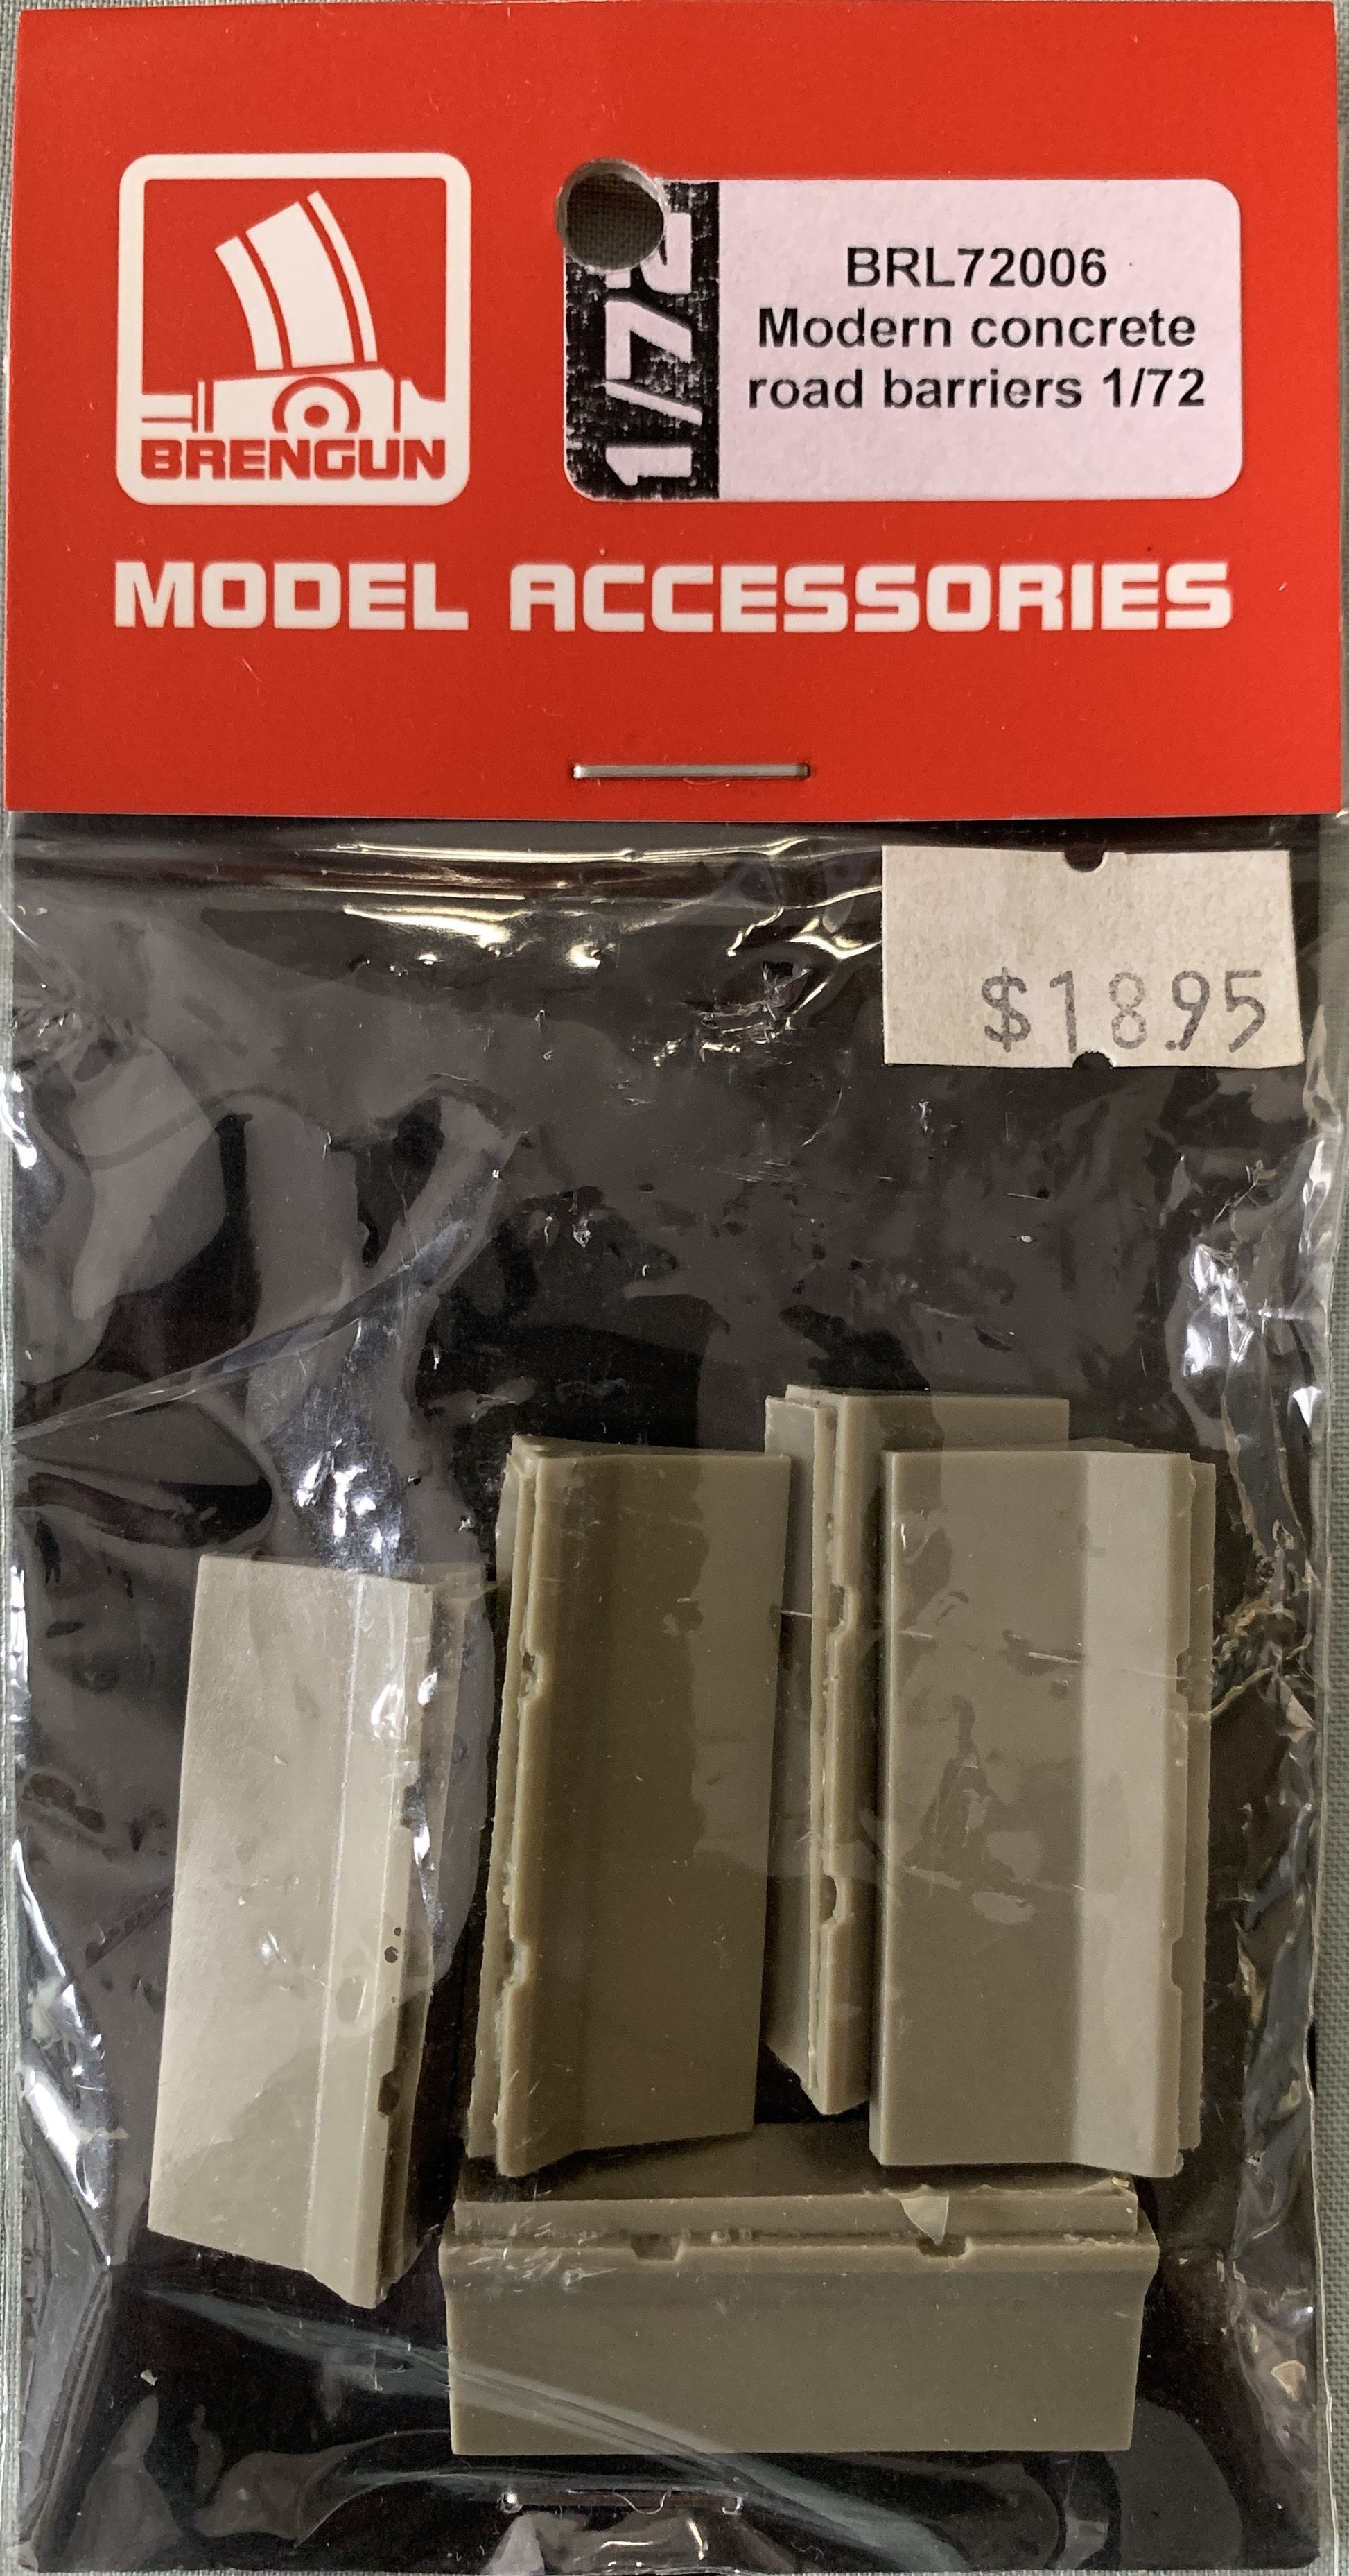 BRENGUN
1/72
BRL72006
Modern concrete
road barriers 1/72
MODEL ACCESSORIES
$18.95